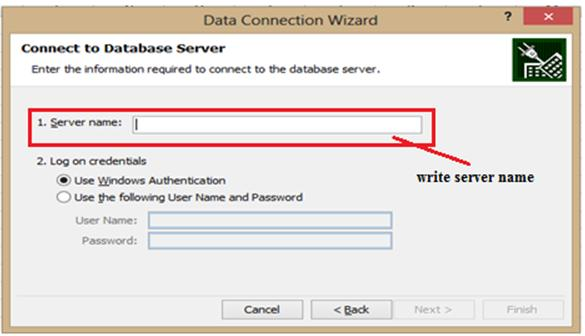 Data Connection Wizard
?
Connect to Database Server
Enter the information required to connect to the database server.
1. Server name:
write server name
2. Log on credentials
Use Windows Authentication
Use the following User Name and Password
User Name:
Password:
Cancel
< Back
Next >
Finish